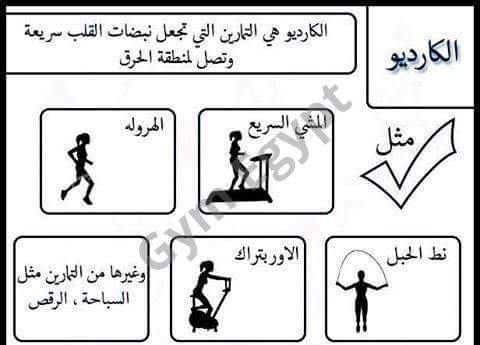 الكارديو
الكارديو هي التمارين التي تجعل نبضات القلب سريعة
وتصل لمنطقة الحرق
مثل
المشي السريع
الهروله
نط الحبل
الاوربتراك
وغيرها من التمارين مثل
السباحة ، الرقص
Gym Egypt